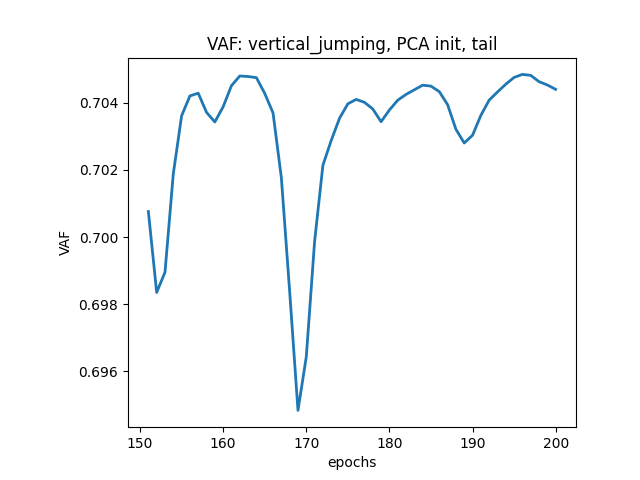 VAF: vertical_jumping, PCA init, tail
0.704
0.702
0.700
0.698
0.696
VAF
150 160 170 180 190 200
epochs